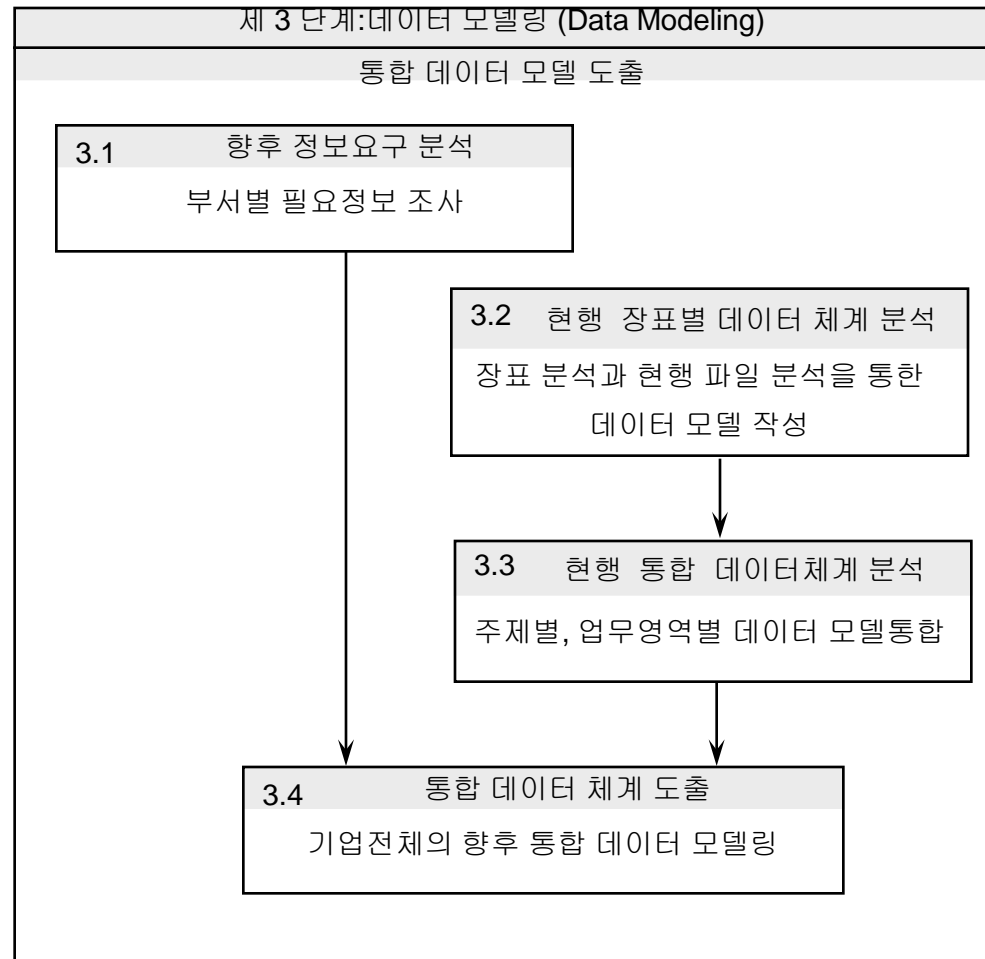 제 3 단계:데이터 모델링 (Data Modeling)
통합 데이터 모델 도출
3.1 향후 정보요구 분석
부서별 필요정보 조사
3.2 현행 장표별 데이터 체계 분석
장표 분석과 현행 파일 분석을 통한
데이터 모델 작성
3.3 현행 통합 데이터체계 분석
주제별, 업무영역별 데이터 모델통합
3.4 통합 데이터 체계 도출
기업전체의 향후 통합 데이터 모델링